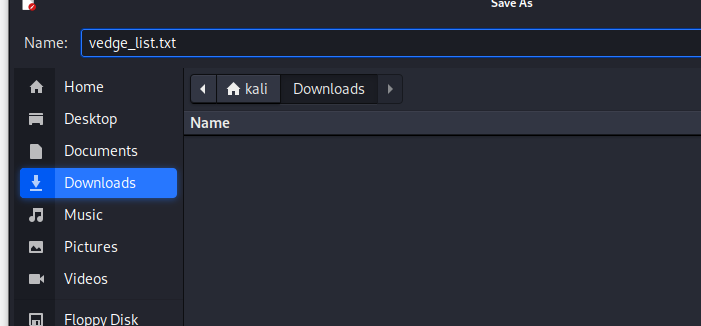 Save As
Name: vedge_list.txt
Home
Desktop
Documents
Downloads
Music
Pictures
Videos
Floppy Disk
kali Downloads
Name